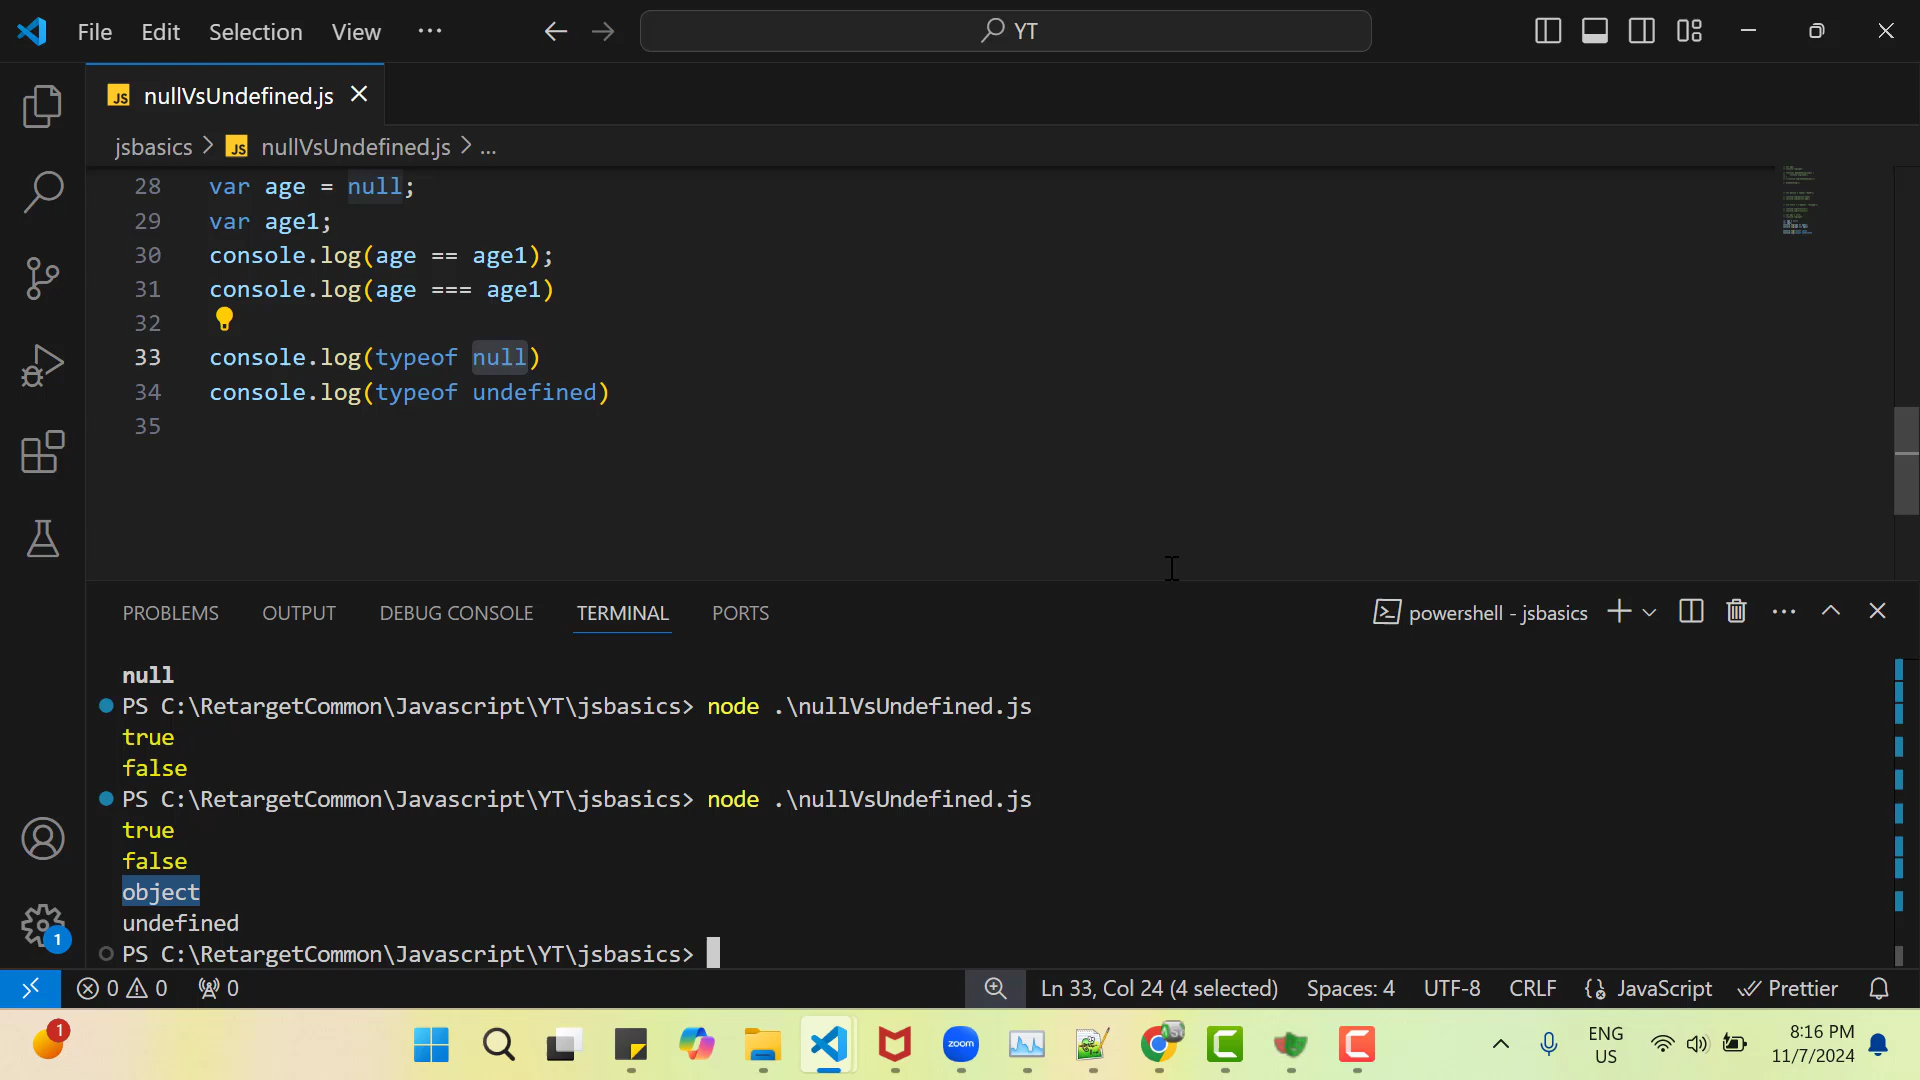 File Edit Selection View ··· YT
JS nullVsUndefined.js
jsbasics > JS nullVsUndefined.js > ...
28 var age = null;
29 var age1;
30 console.log(age == age1);
31 console.log(age === age1)
32
33 console.log(typeof null)
34 console.log(typeof undefined)
35
PROBLEMS OUTPUT DEBUG CONSOLE TERMINAL PORTS powershell - jsbasics
null
PS C:\RetargetCommon\Javascript\YT\jsbasics> node .\nullVsUndefined.js
true
false
PS C:\RetargetCommon\Javascript\YT\jsbasics> node .\nullVsUndefined.js
true
false
object
undefined
PS C:\RetargetCommon\Javascript\YT\jsbasics>
1
0 0 0 Ln 33, Col 24 (4 selected) Spaces: 4 UTF-8 CRLF {} JavaScript Prettier
1 zoom ENG 8:16 PM
US 11/7/2024